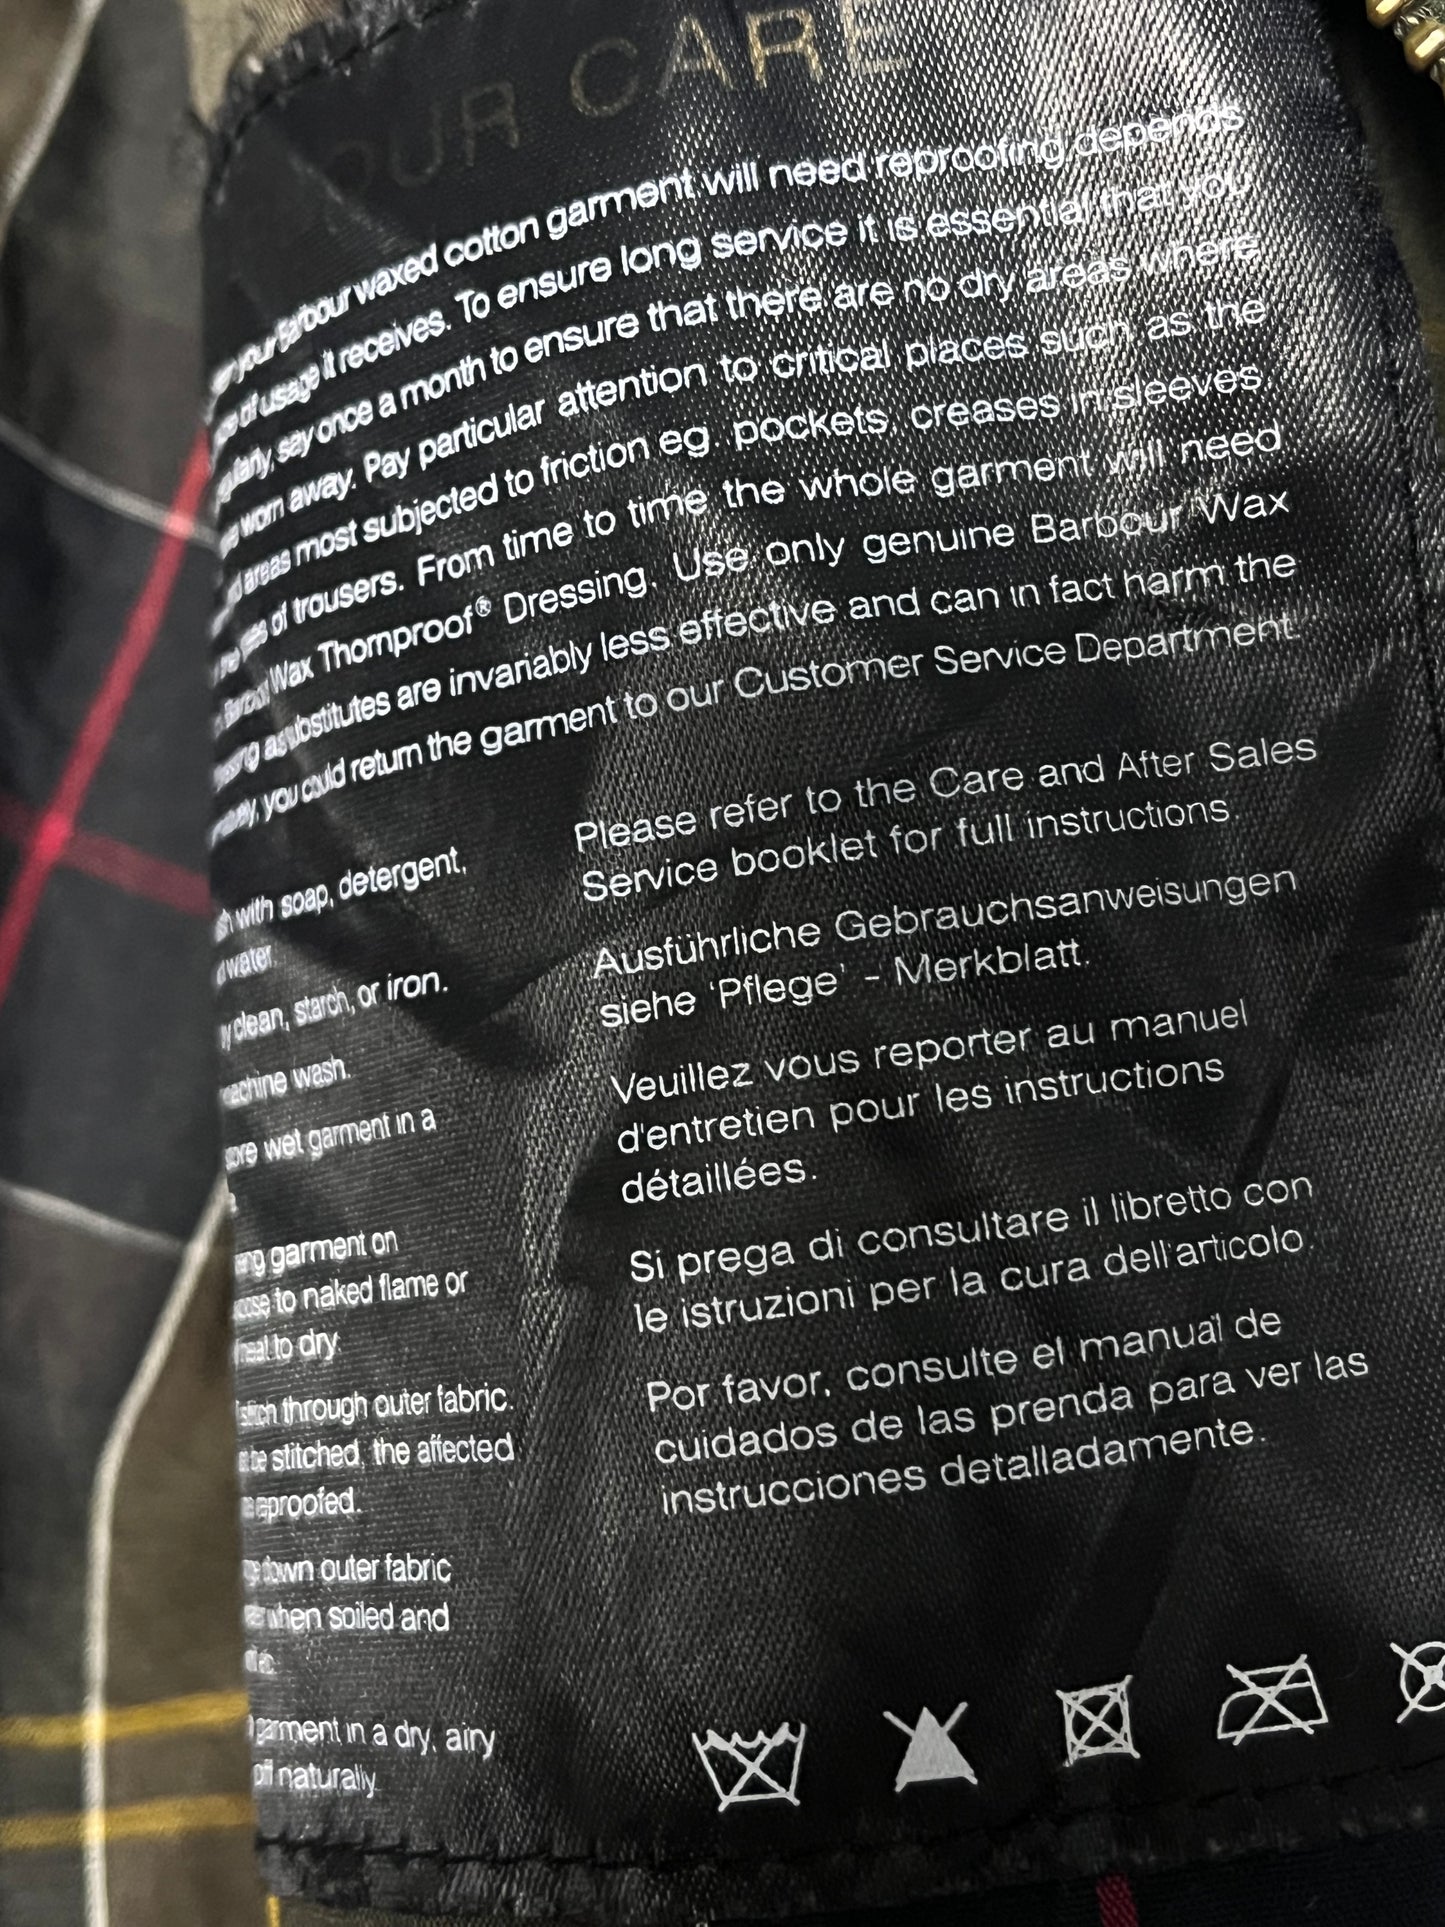 OUR CARE
your Barbour waxed cotton garment will need reproofing depends
of usage it receives. To ensure long service it is essential that you
say once a month to ensure that there are no dry areas where
worn away. Pay particular attention to critical places such as the
areas most subjected to friction eg. pockets, creases in sleeves,
of trousers. From time to time the whole garment will need
Wax Thornproof® Dressing. Use only genuine Barbour Wax
as substitutes are invariably less effective and can in fact harm the
you could return the garment to our Customer Service Department.
with soap, detergent,
water.
clean, starch, or iron.
machine wash.
wet garment in a
garment on
to naked flame or
to dry.
stitch through outer fabric.
be stitched, the affected
reproofed.
down outer fabric
when soiled and
garment in a dry, airy
off naturally.
Please refer to the Care and After Sales
Service booklet for full instructions.
Ausführliche Gebrauchsanweisungen
siehe 'Pflege' - Merkblatt.
Veuillez vous reporter au manuel
d'entretien pour les instructions
détaillées.
Si prega di consultare il libretto con
le istruzioni per la cura dell'articolo.
Por favor, consulte el manual de
cuidados de las prenda para ver las
instrucciones detalladamente.